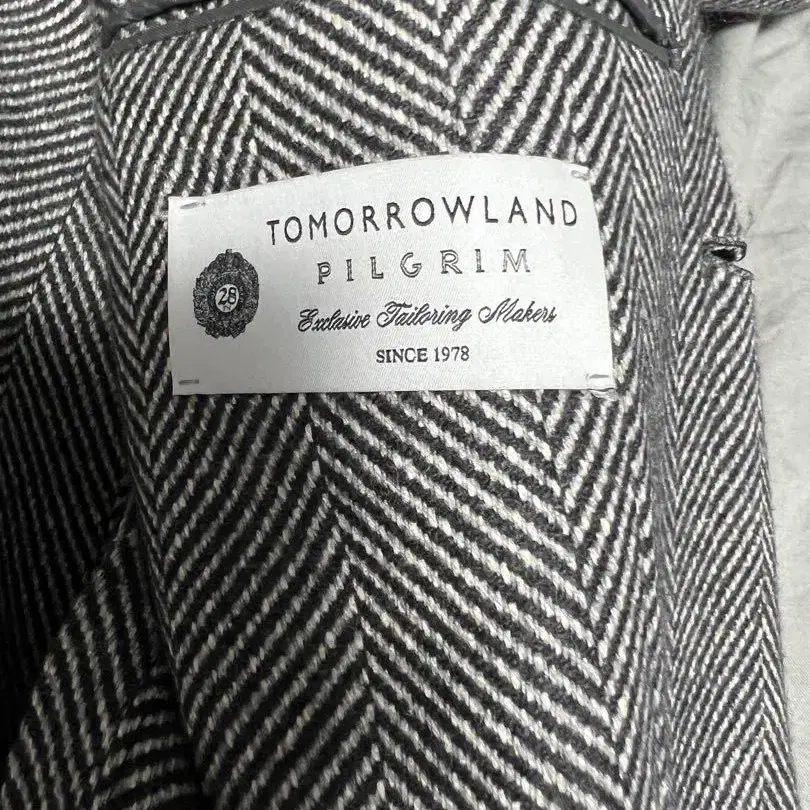 TOMORROWLAND
PILGRIM
28
Exclusive Tailoring Makers
SINCE 1978